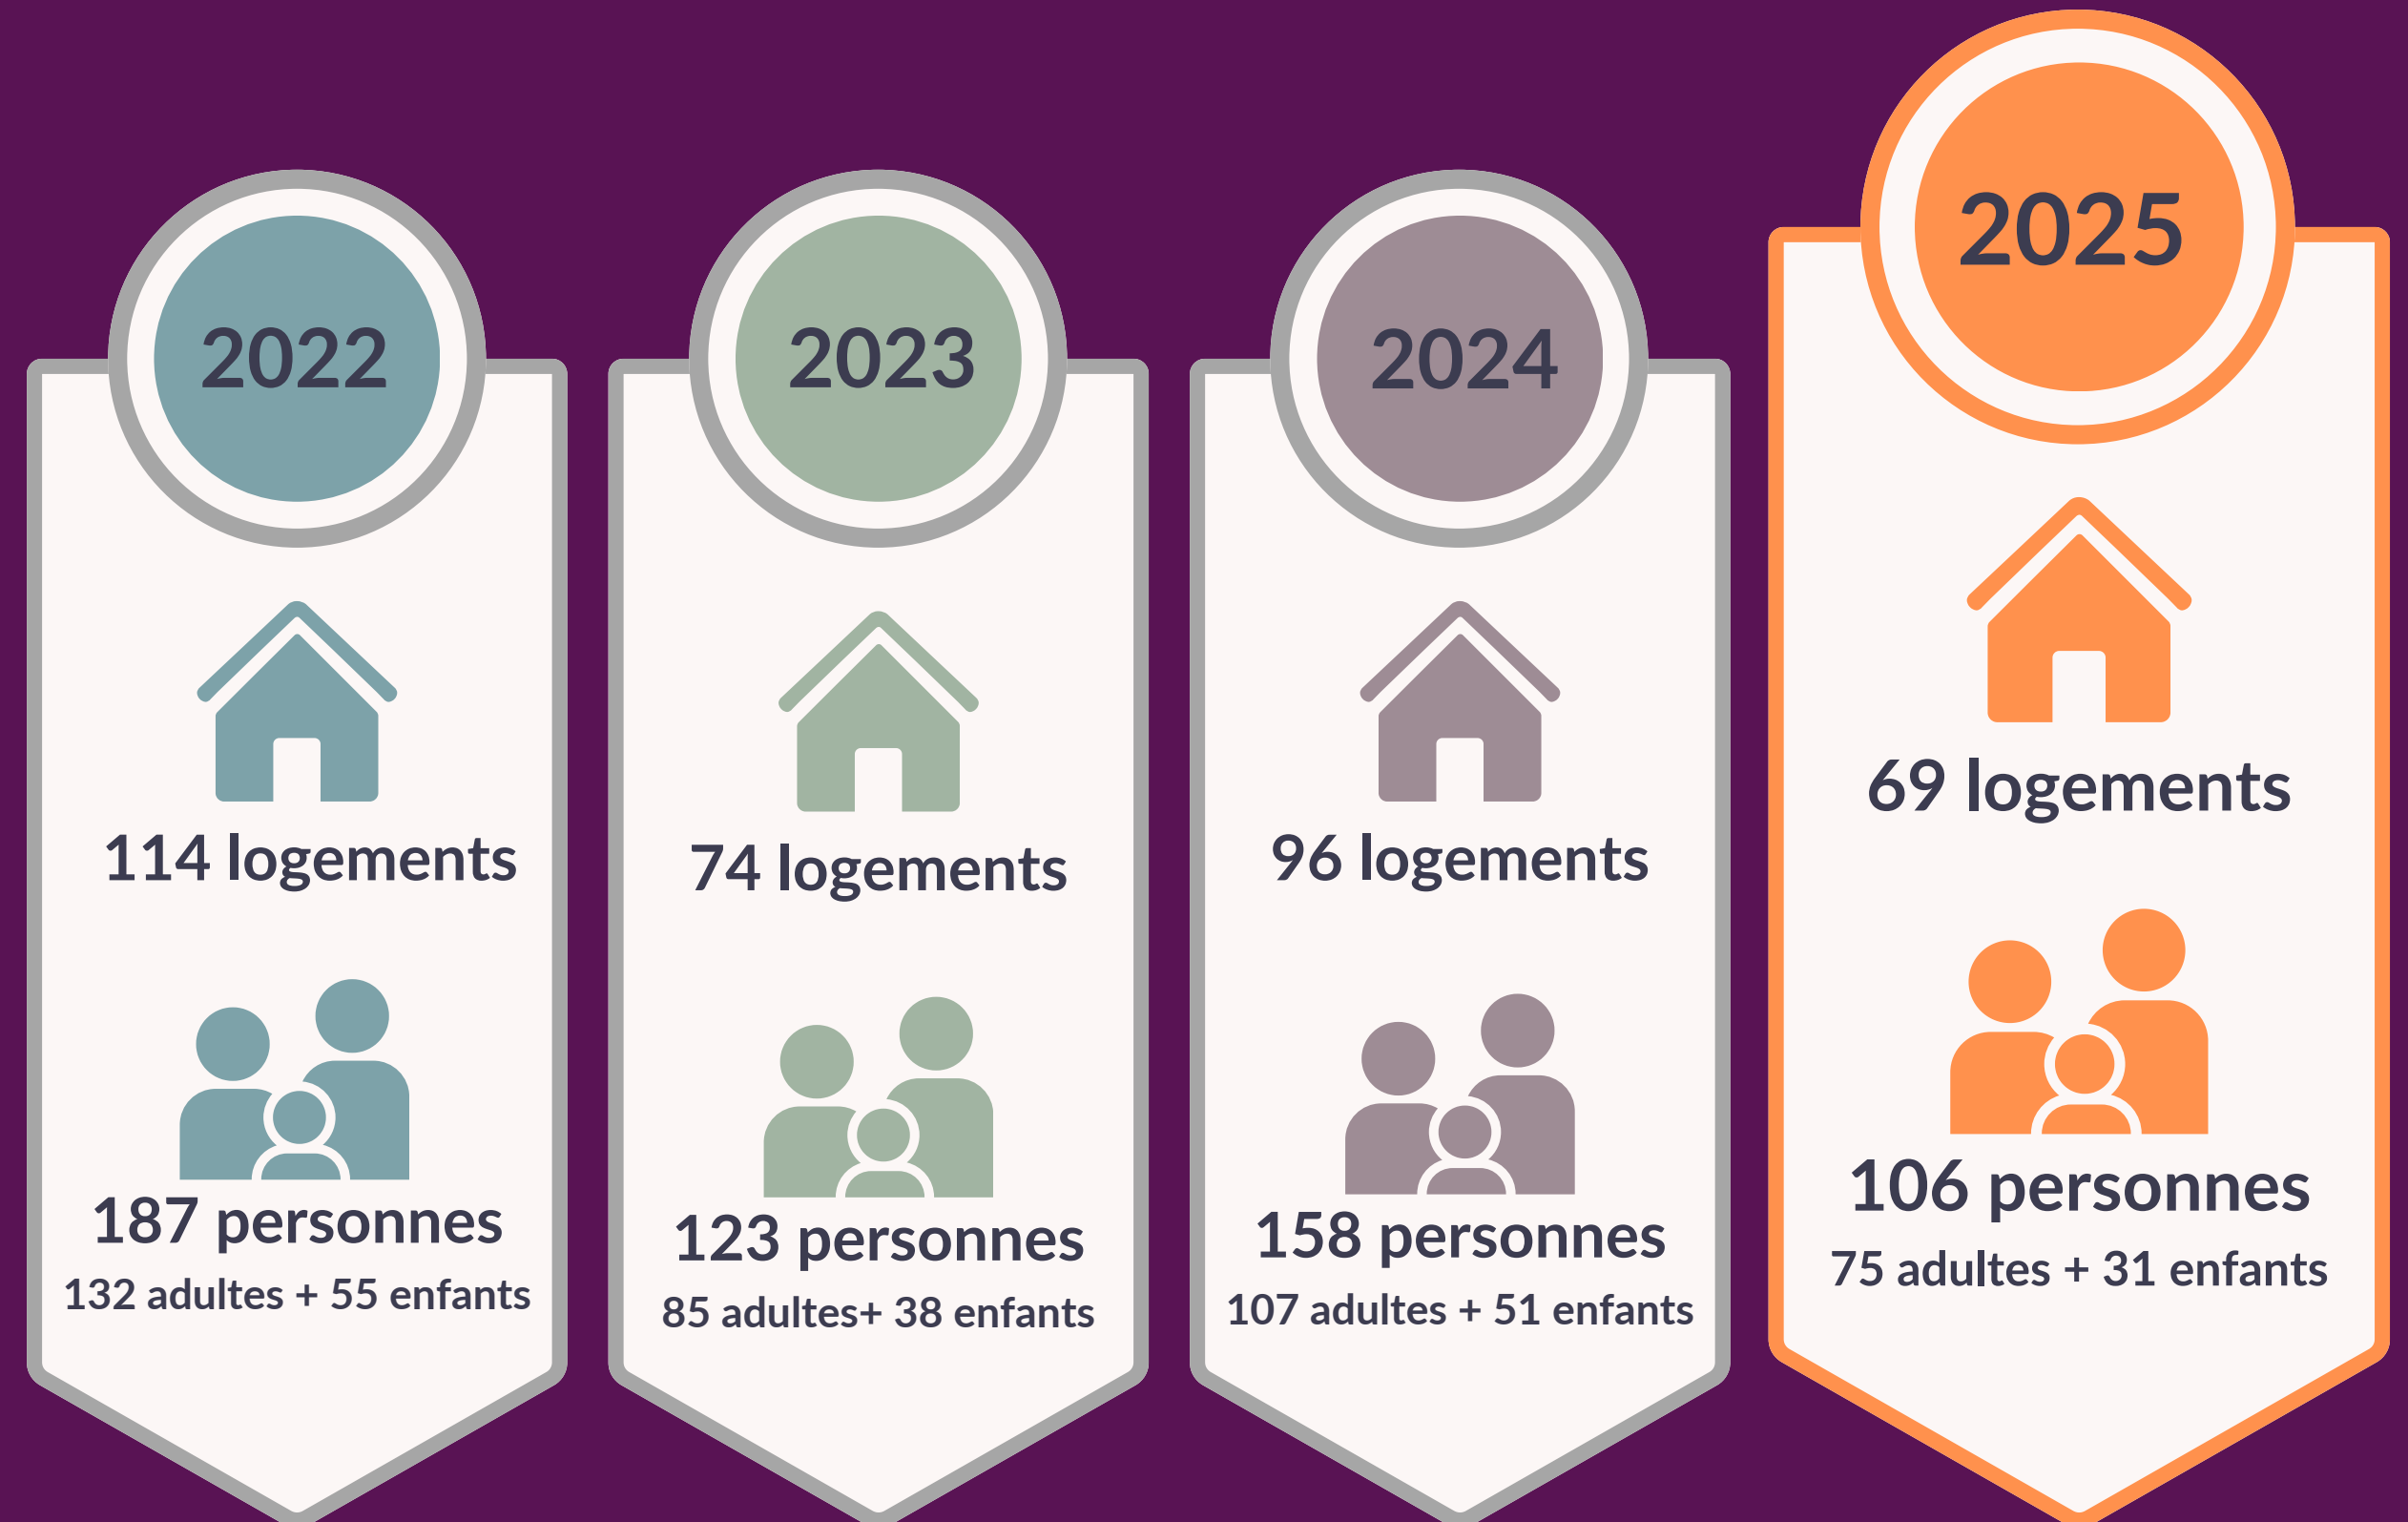 2022
114 logements
187 personnes
132 adultes + 55 enfants
2023
74 logements
123 personnes
85 adultes+ 38 enfants
2024
96 logements
158 personnes
107 adultes + 51 enfants
2025
69 logements
106 personnes
75 adultes + 31 enfants